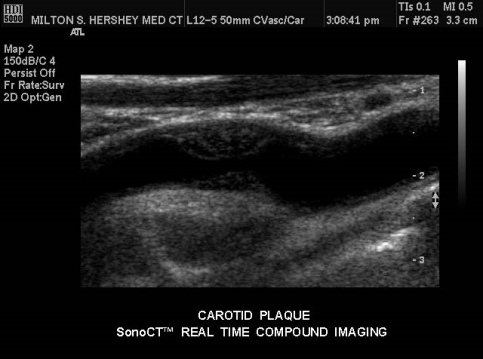 HDI
5000
MILTON S. HERSHEY MED CT
L12-5 50mm CVasc/Car
3:08:41 pm
TIs 0.1
MI 0.5
Fr #263
3.3 cm
ATL
Map 2
150dB/C 4
Persist Off
Fr Rate:Surv
2D Opt:Gen
1
2
3
CAROTID PLAQUE
SonoCT™ REAL TIME COMPOUND IMAGING